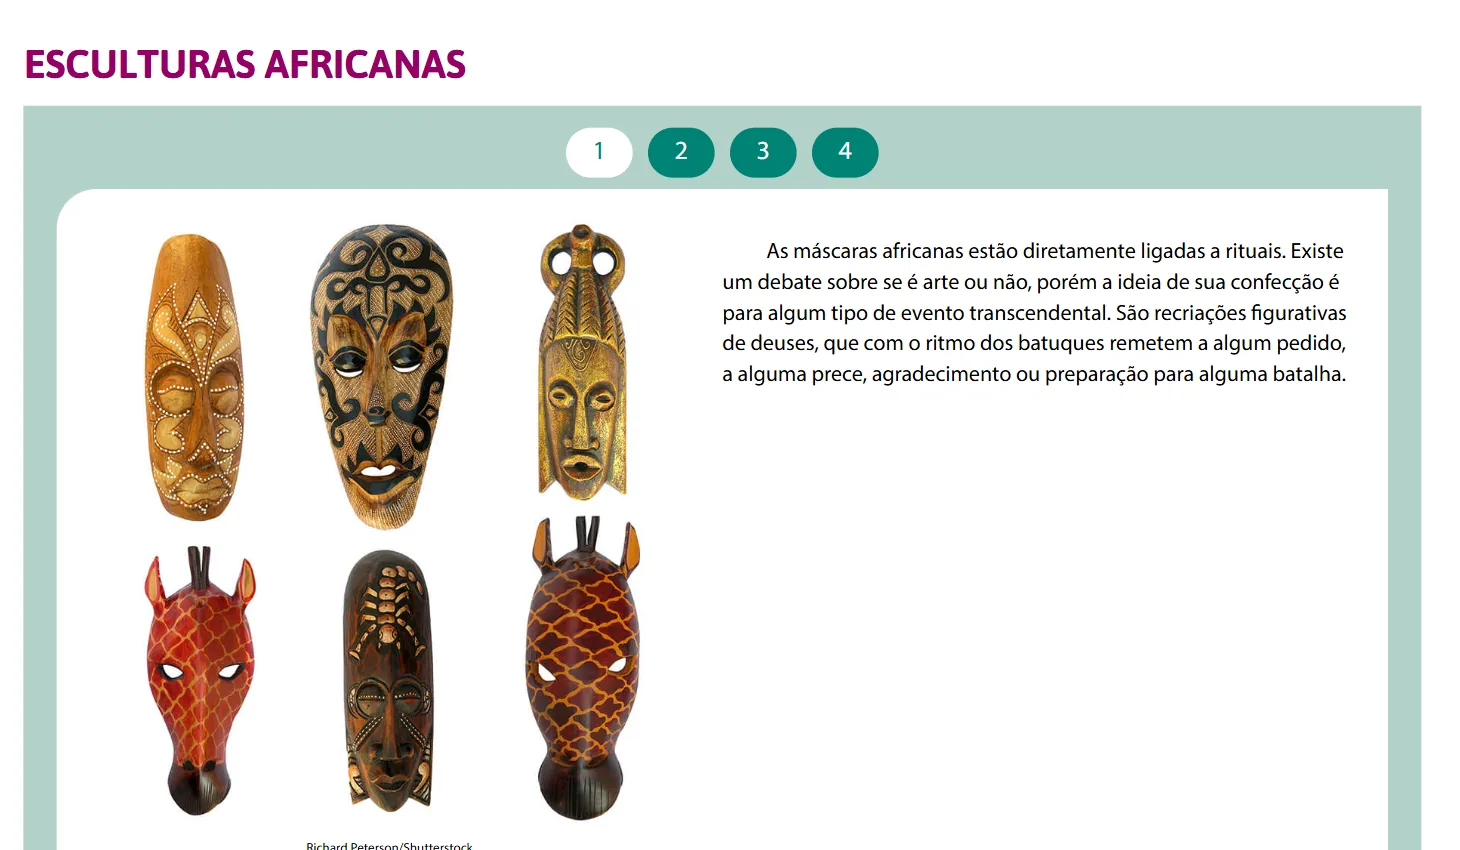 ESCULTURAS AFRICANAS
1 2 3 4
As máscaras africanas estão diretamente ligadas a rituais. Existe
um debate sobre se é arte ou não, porém a ideia de sua confecção é
para algum tipo de evento transcendental. São recriações figurativas
de deuses, que com o ritmo dos batuques remetem a algum pedido,
a alguma prece, agradecimento ou preparação para alguma batalha.
Richard Peterson/Shutterstock